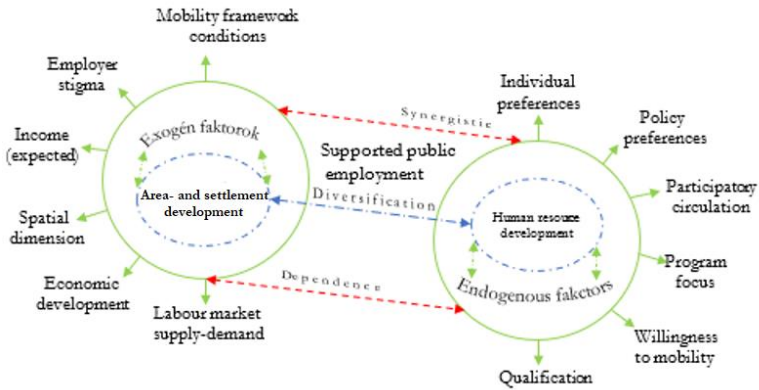 Mobility framework
conditions
Employer
stigma
Income
(expected)
Spatial
dimension
Economic
development
Labour market
supply-demand
Exogén faktorok
Area- and settlement
development
Synergistic
Supported public
employment
Diversification
Dependence
Individual
preferences
Policy
preferences
Participatory
circulation
Program
focus
Willingness
to mobility
Qualification
Human resource
development
Endogenous fakctors